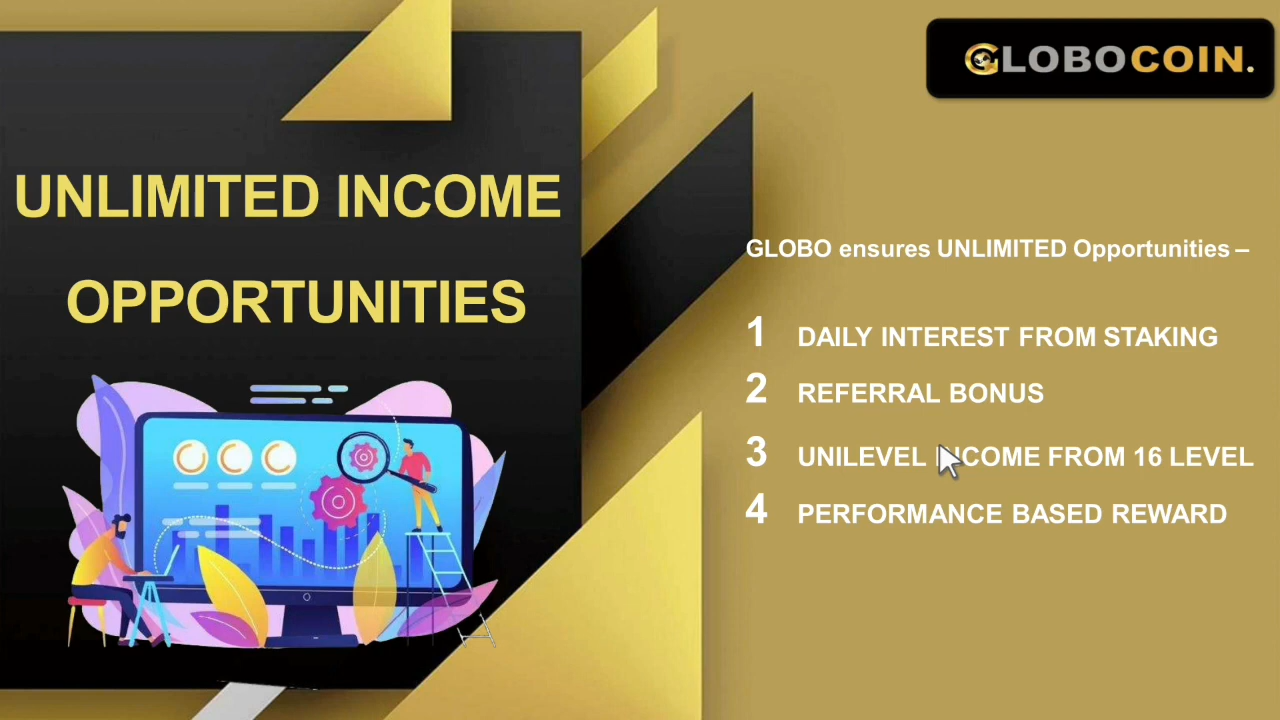 GLOBOCOIN.
UNLIMITED INCOME
OPPORTUNITIES
GLOBO ensures UNLIMITED Opportunities –
1 DAILY INTEREST FROM STAKING
2 REFERRAL BONUS
3 UNILEVEL INCOME FROM 16 LEVEL
4 PERFORMANCE BASED REWARD